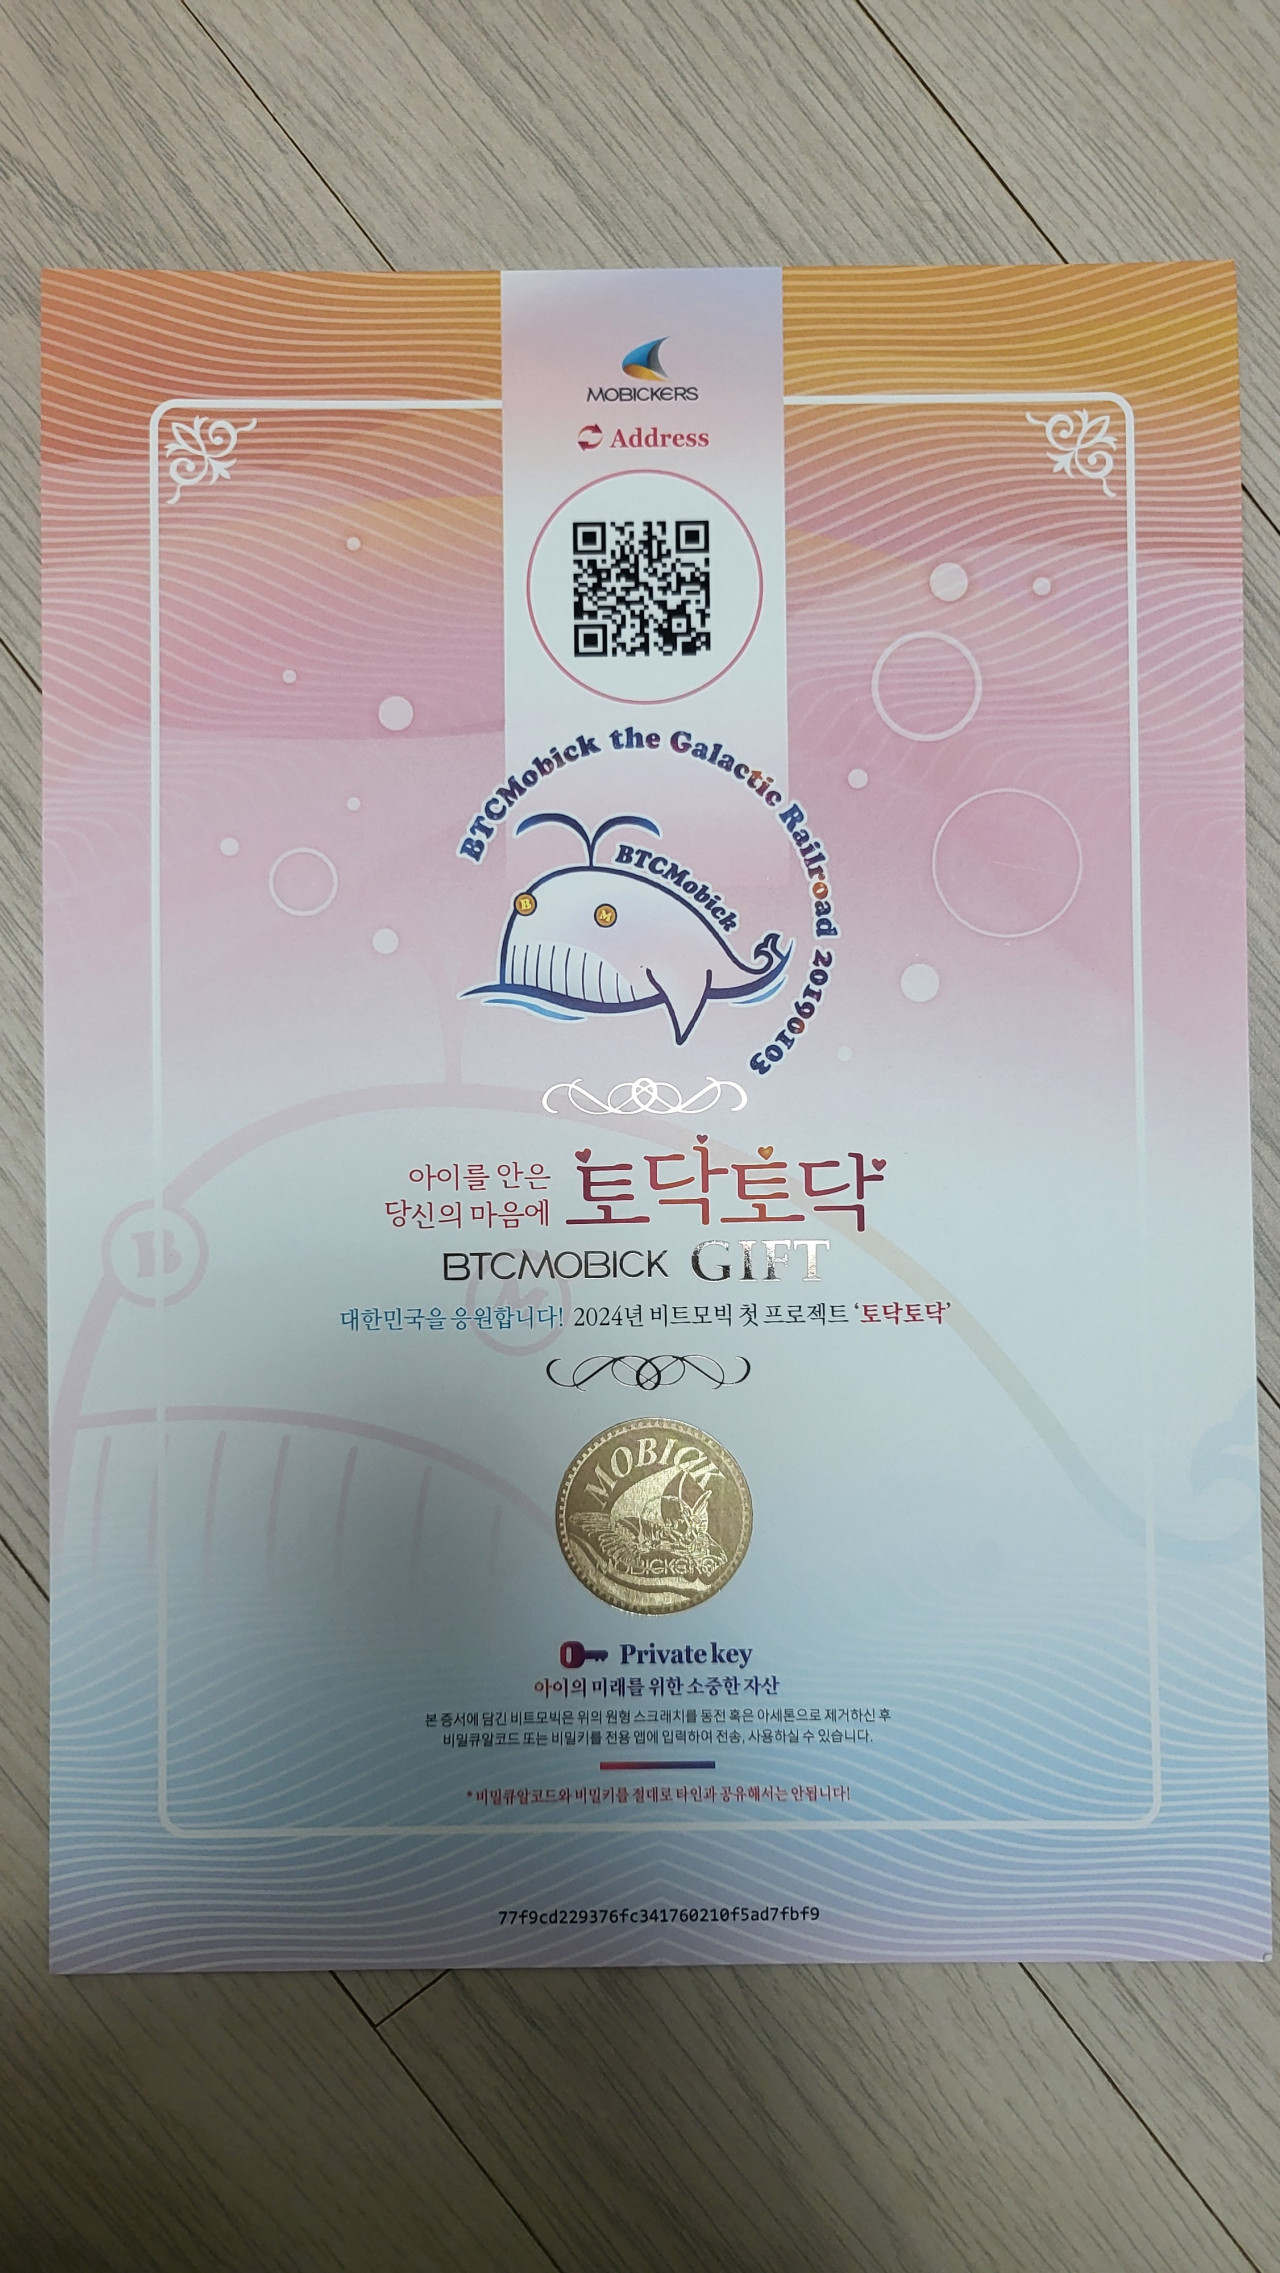 MOBICKERS
Address
BTCMobick the Galactic Railroad 20190103
BTCMobick
B
M
아이를 안은
당신의 마음에
토닥토닥
BTCMOBICK GIFT
대한민국을 응원합니다! 2024년 비트모빅 첫 프로젝트 ‘토닥토닥’
MOBICK
MOBICKERS
Private key
아이의 미래를 위한 소중한 자산
본 증서에 담긴 비트모빅은 위의 원형 스크래치를 동전 혹은 아세톤으로 제거하신 후
비밀큐알코드 또는 비밀키를 전용 앱에 입력하여 전송, 사용하실 수 있습니다.
* 비밀큐알코드와 비밀키를 절대로 타인과 공유해서는 안됩니다!
77f9cd229376fc341760210f5ad7fbf9